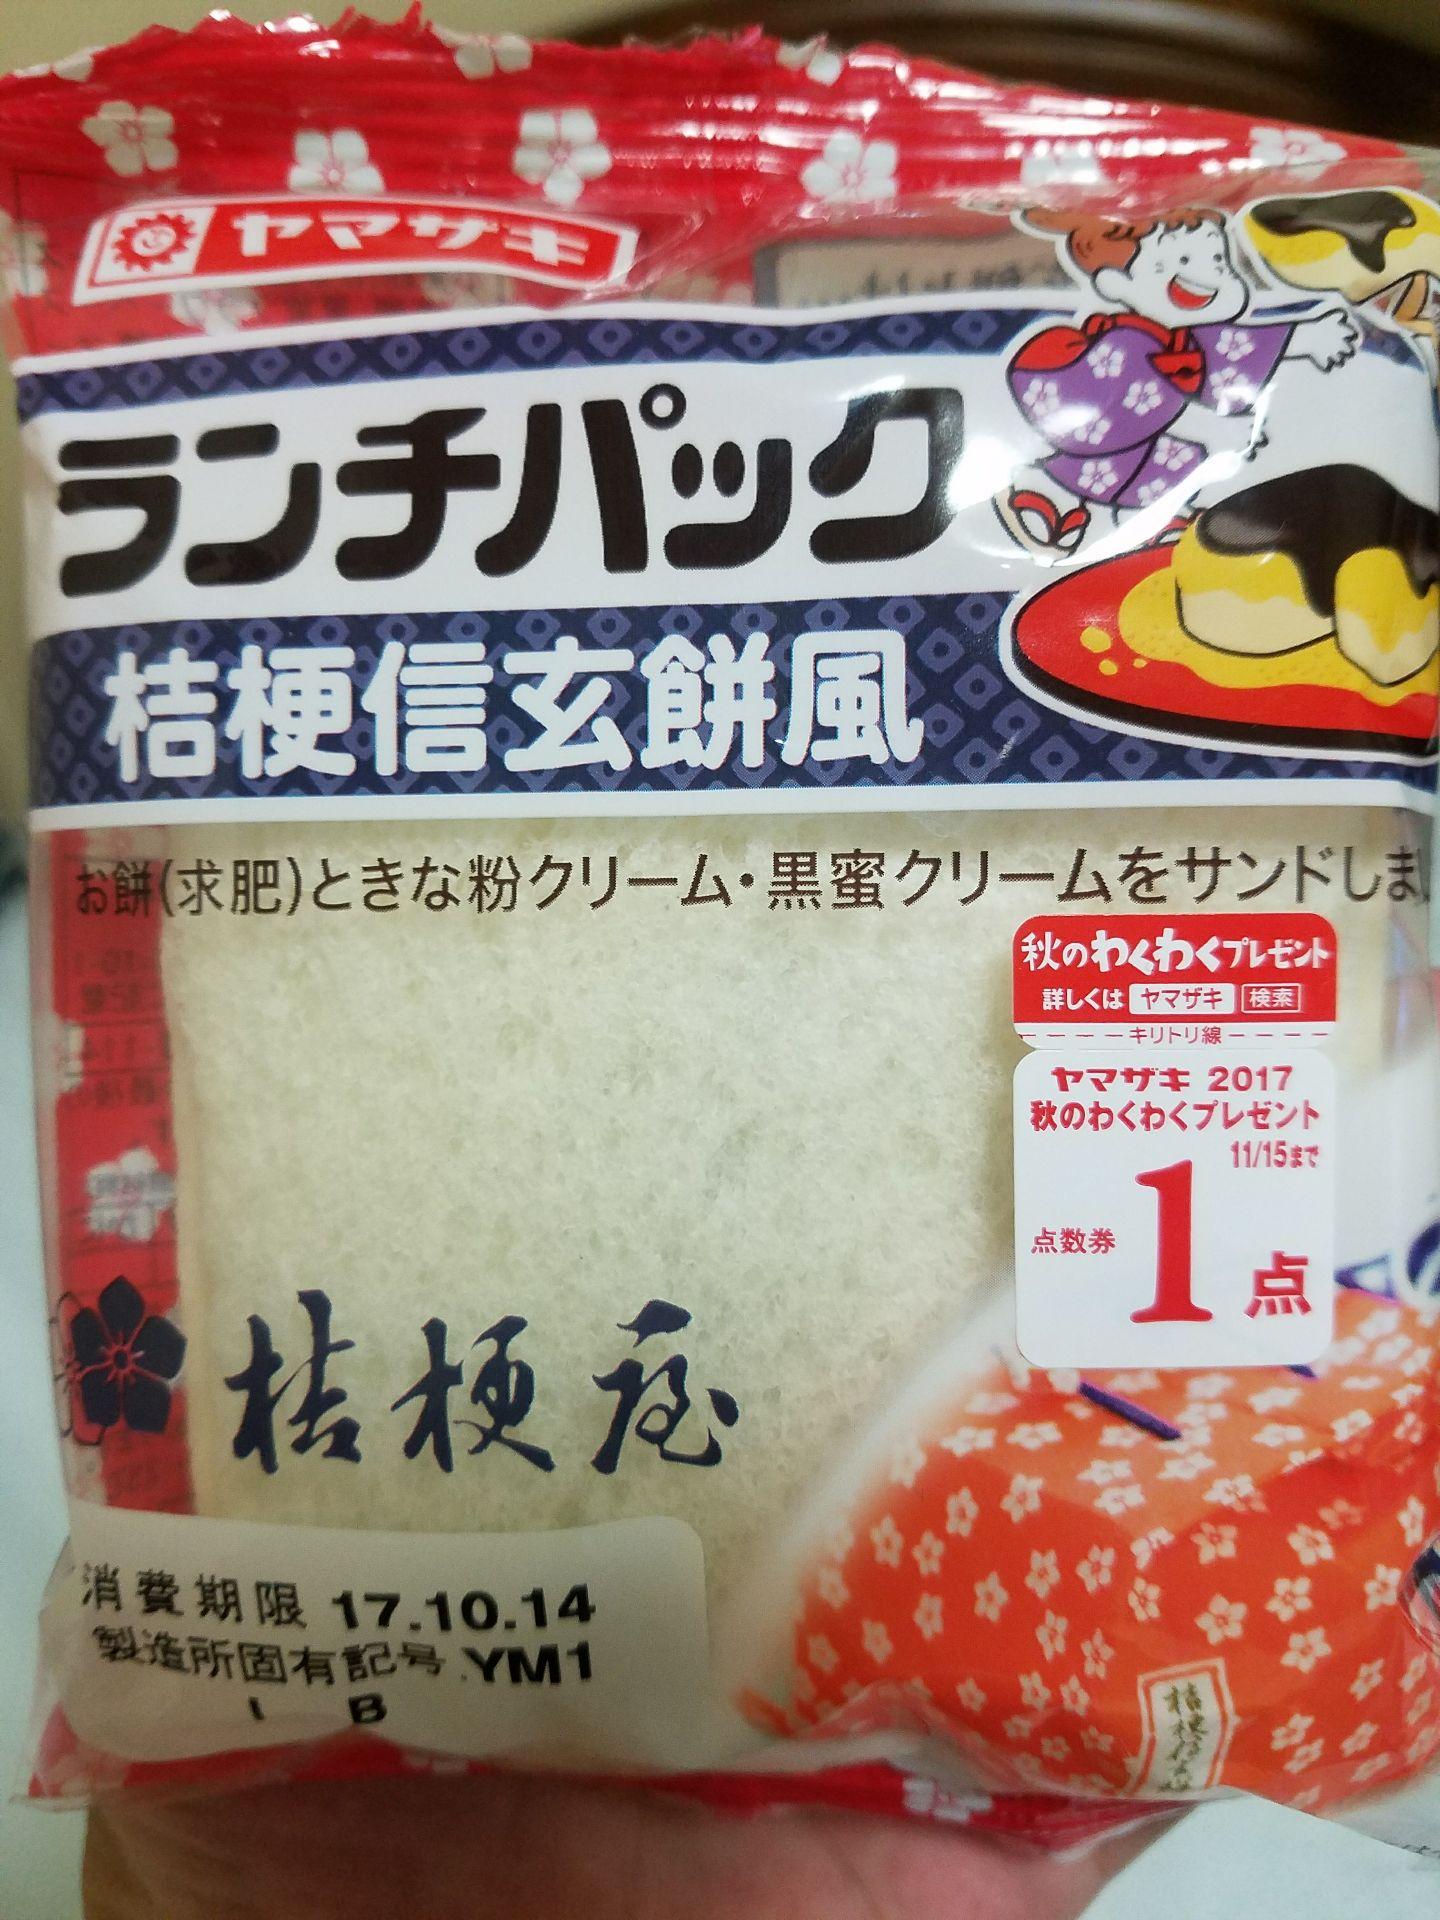 ヤマザキ
ランチパック
桔梗信玄餅風
お餅(求肥)ときな粉クリーム・黒蜜クリームをサンドしま
秋のわくわくプレゼント
詳しくは ヤマザキ 検索
キリトリ線
ヤマザキ 2017
秋のわくわくプレゼント
11/15まで
点数券 1点
桔梗屋
消費期限 17.10.14
製造所固有記号 YM1
I B
桔梗信玄餅